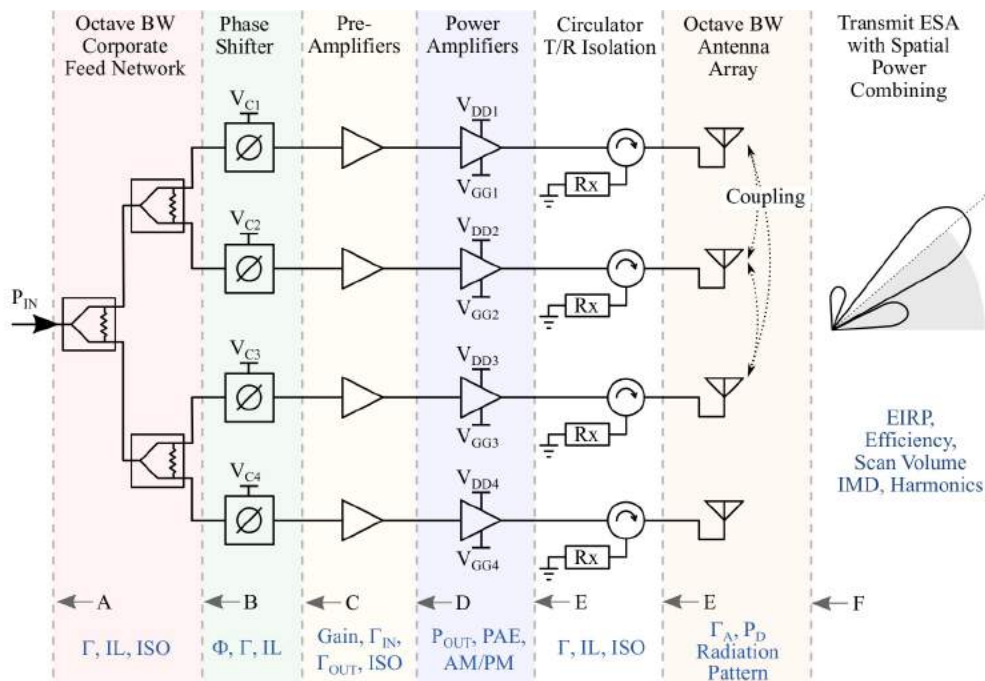 Octave BW
Corporate
Feed Network
Phase
Shifter
Pre-
Amplifiers
Power
Amplifiers
Circulator
T/R Isolation
Octave BW
Antenna
Array
Transmit ESA
with Spatial
Power
Combining
V_C1
V_DD1
V_GG1
Rx
Coupling
V_C2
V_DD2
V_GG2
Rx
P_IN
V_C3
V_DD3
V_GG3
Rx
V_C4
V_DD4
V_GG4
Rx
EIRP,
Efficiency,
Scan Volume
IMD, Harmonics
A
B
C
D
E
E
F
Γ, IL, ISO
Φ, Γ, IL
Gain, Γ_IN,
Γ_OUT, ISO
P_OUT, PAE,
AM/PM
Γ, IL, ISO
Γ_A, P_D
Radiation
Pattern